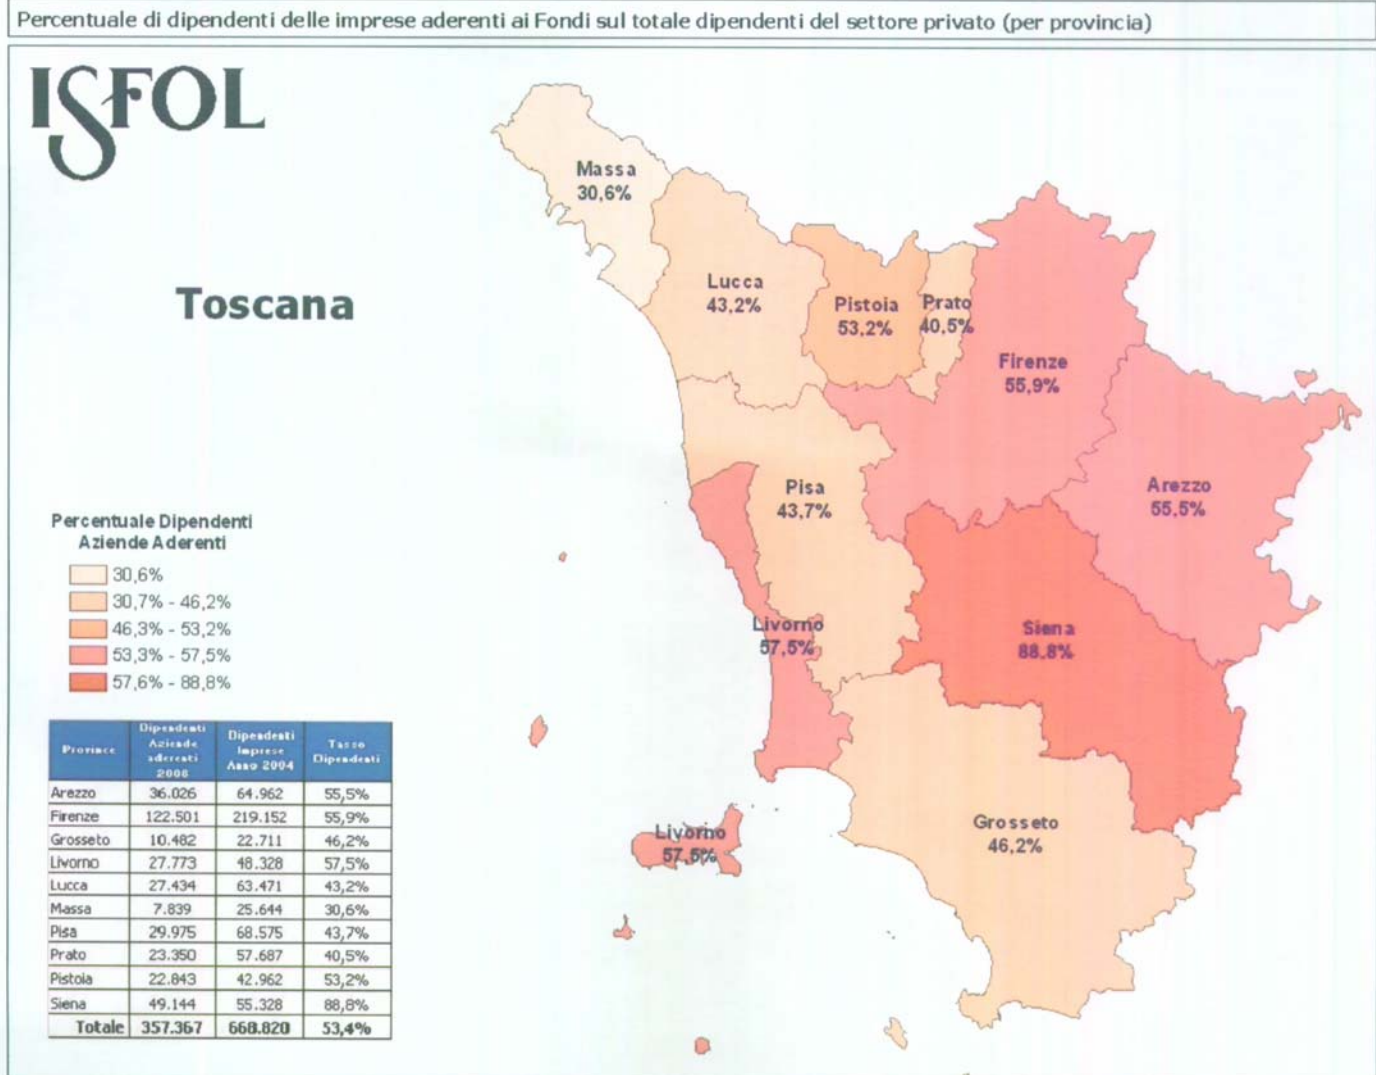 Percentuale di dipendenti delle imprese aderenti ai Fondi sul totale dipendenti del settore privato (per provincia)
ISFOL
Toscana
Massa
30,6%
Lucca
43,2%
Pistoia
53,2%
Prato
40,5%
Firenze
55,9%
Arezzo
55,5%
Pisa
43,7%
Livorno
57,5%
Siena
88,8%
Livorno
57,5%
Grosseto
46,2%
Percentuale Dipendenti
Aziende Aderenti
30,6%
30,7% - 46,2%
46,3% - 53,2%
53,3% - 57,5%
57,6% - 88,8%
Province Dipendenti Aziende aderenti 2008 Dipendenti Imprese Anno 2004 Tasso Dipendenti
Arezzo 36.026 64.962 55,5%
Firenze 122.501 219.152 55,9%
Grosseto 10.482 22.711 46,2%
Livorno 27.773 48.328 57,5%
Lucca 27.434 63.471 43,2%
Massa 7.839 25.644 30,6%
Pisa 29.975 68.575 43,7%
Prato 23.350 57.687 40,5%
Pistoia 22.843 42.962 53,2%
Siena 49.144 55.328 88,8%
Totale 357.367 668.820 53,4%